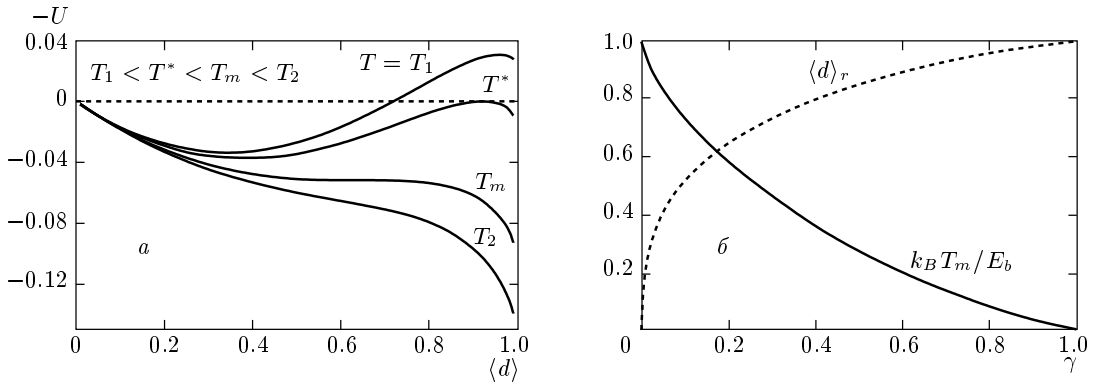 −U
0.04
0
−0.04
−0.08
−0.12
T₁ < T* < Tₘ < T₂
T = T₁
T*
Tₘ
T₂
а
0 0.2 0.4 0.6 0.8 1.0
⟨d⟩
1.0
0.8
0.6
0.4
0.2
⟨d⟩ᵣ
k_B Tₘ/E_b
б
0 0.2 0.4 0.6 0.8 1.0
γ